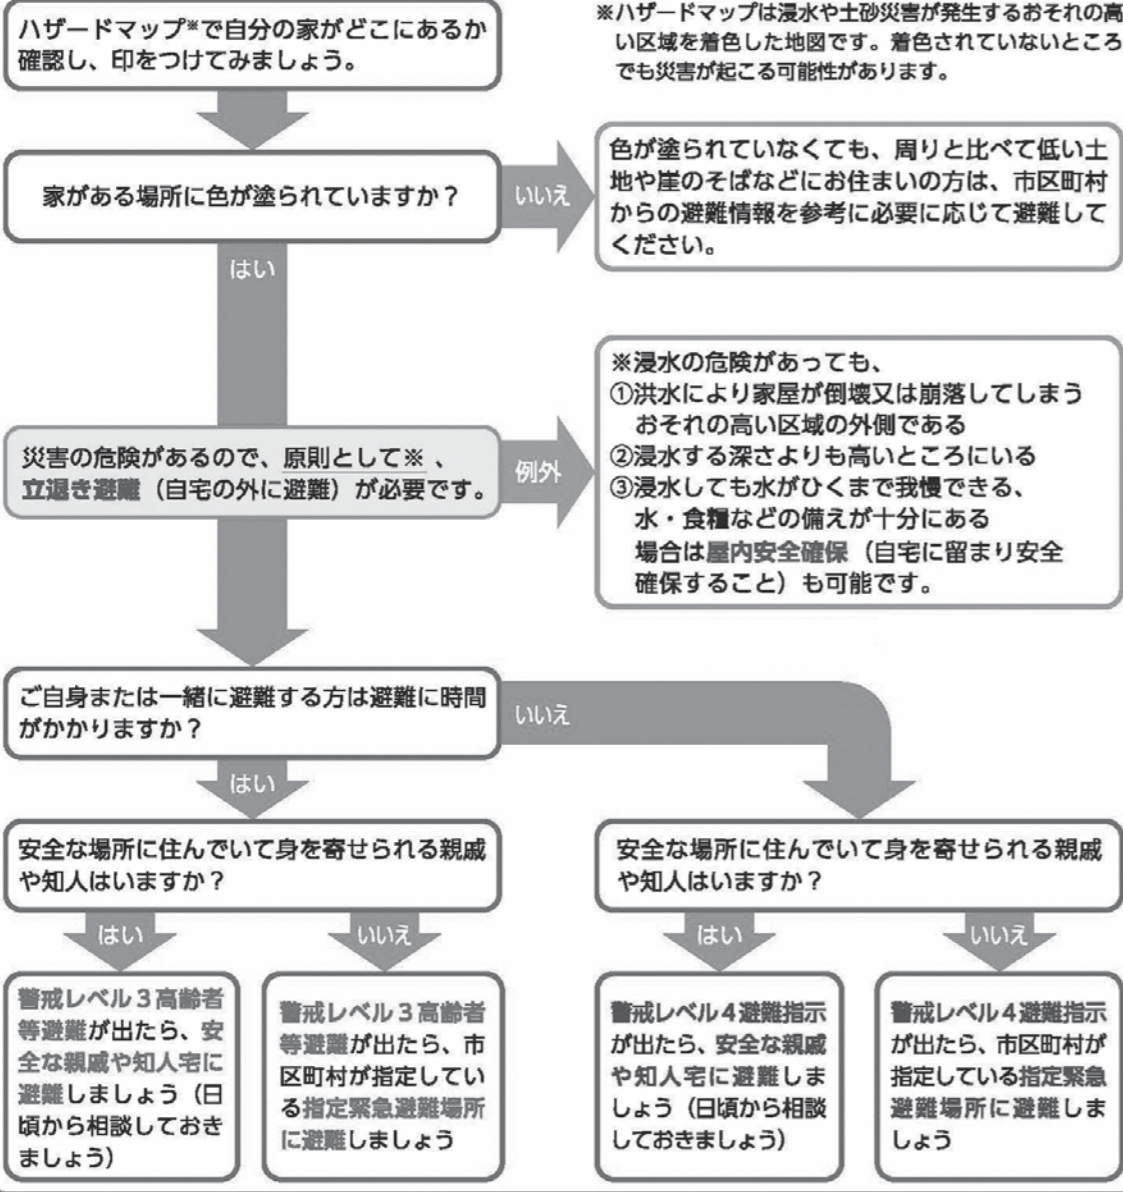 ハザードマップ※で自分の家がどこにあるか
確認し、印をつけてみましょう。
※ハザードマップは浸水や土砂災害が発生するおそれの高
い区域を着色した地図です。着色されていないところ
でも災害が起こる可能性があります。
家がある場所に色が塗られていますか？
いいえ
色が塗られていなくても、周りと比べて低い土
地や崖のそばなどにお住まいの方は、市区町村
からの避難情報を参考に必要に応じて避難して
ください。
はい
災害の危険があるので、原則として※、
立退き避難（自宅の外に避難）が必要です。
例外
※浸水の危険があっても、
①洪水により家屋が倒壊又は崩落してしまう
おそれの高い区域の外側である
②浸水する深さよりも高いところにいる
③浸水しても水がひくまで我慢できる、
水・食糧などの備えが十分にある
場合は屋内安全確保（自宅に留まり安全
確保すること）も可能です。
ご自身または一緒に避難する方は避難に時間
がかかりますか？
いいえ
はい
安全な場所に住んでいて身を寄せられる親戚
や知人はいますか？
はい
いいえ
警戒レベル３高齢者
等避難が出たら、安
全な親戚や知人宅に
避難しましょう（日
頃から相談しておき
ましょう）
警戒レベル３高齢者
等避難が出たら、市
区町村が指定してい
る指定緊急避難場所
に避難しましょう
安全な場所に住んでいて身を寄せられる親戚
や知人はいますか？
はい
いいえ
警戒レベル４避難指示
が出たら、安全な親戚
や知人宅に避難しま
しょう（日頃から相談
しておきましょう）
警戒レベル４避難指示
が出たら、市区町村が
指定している指定緊急
避難場所に避難しま
しょう